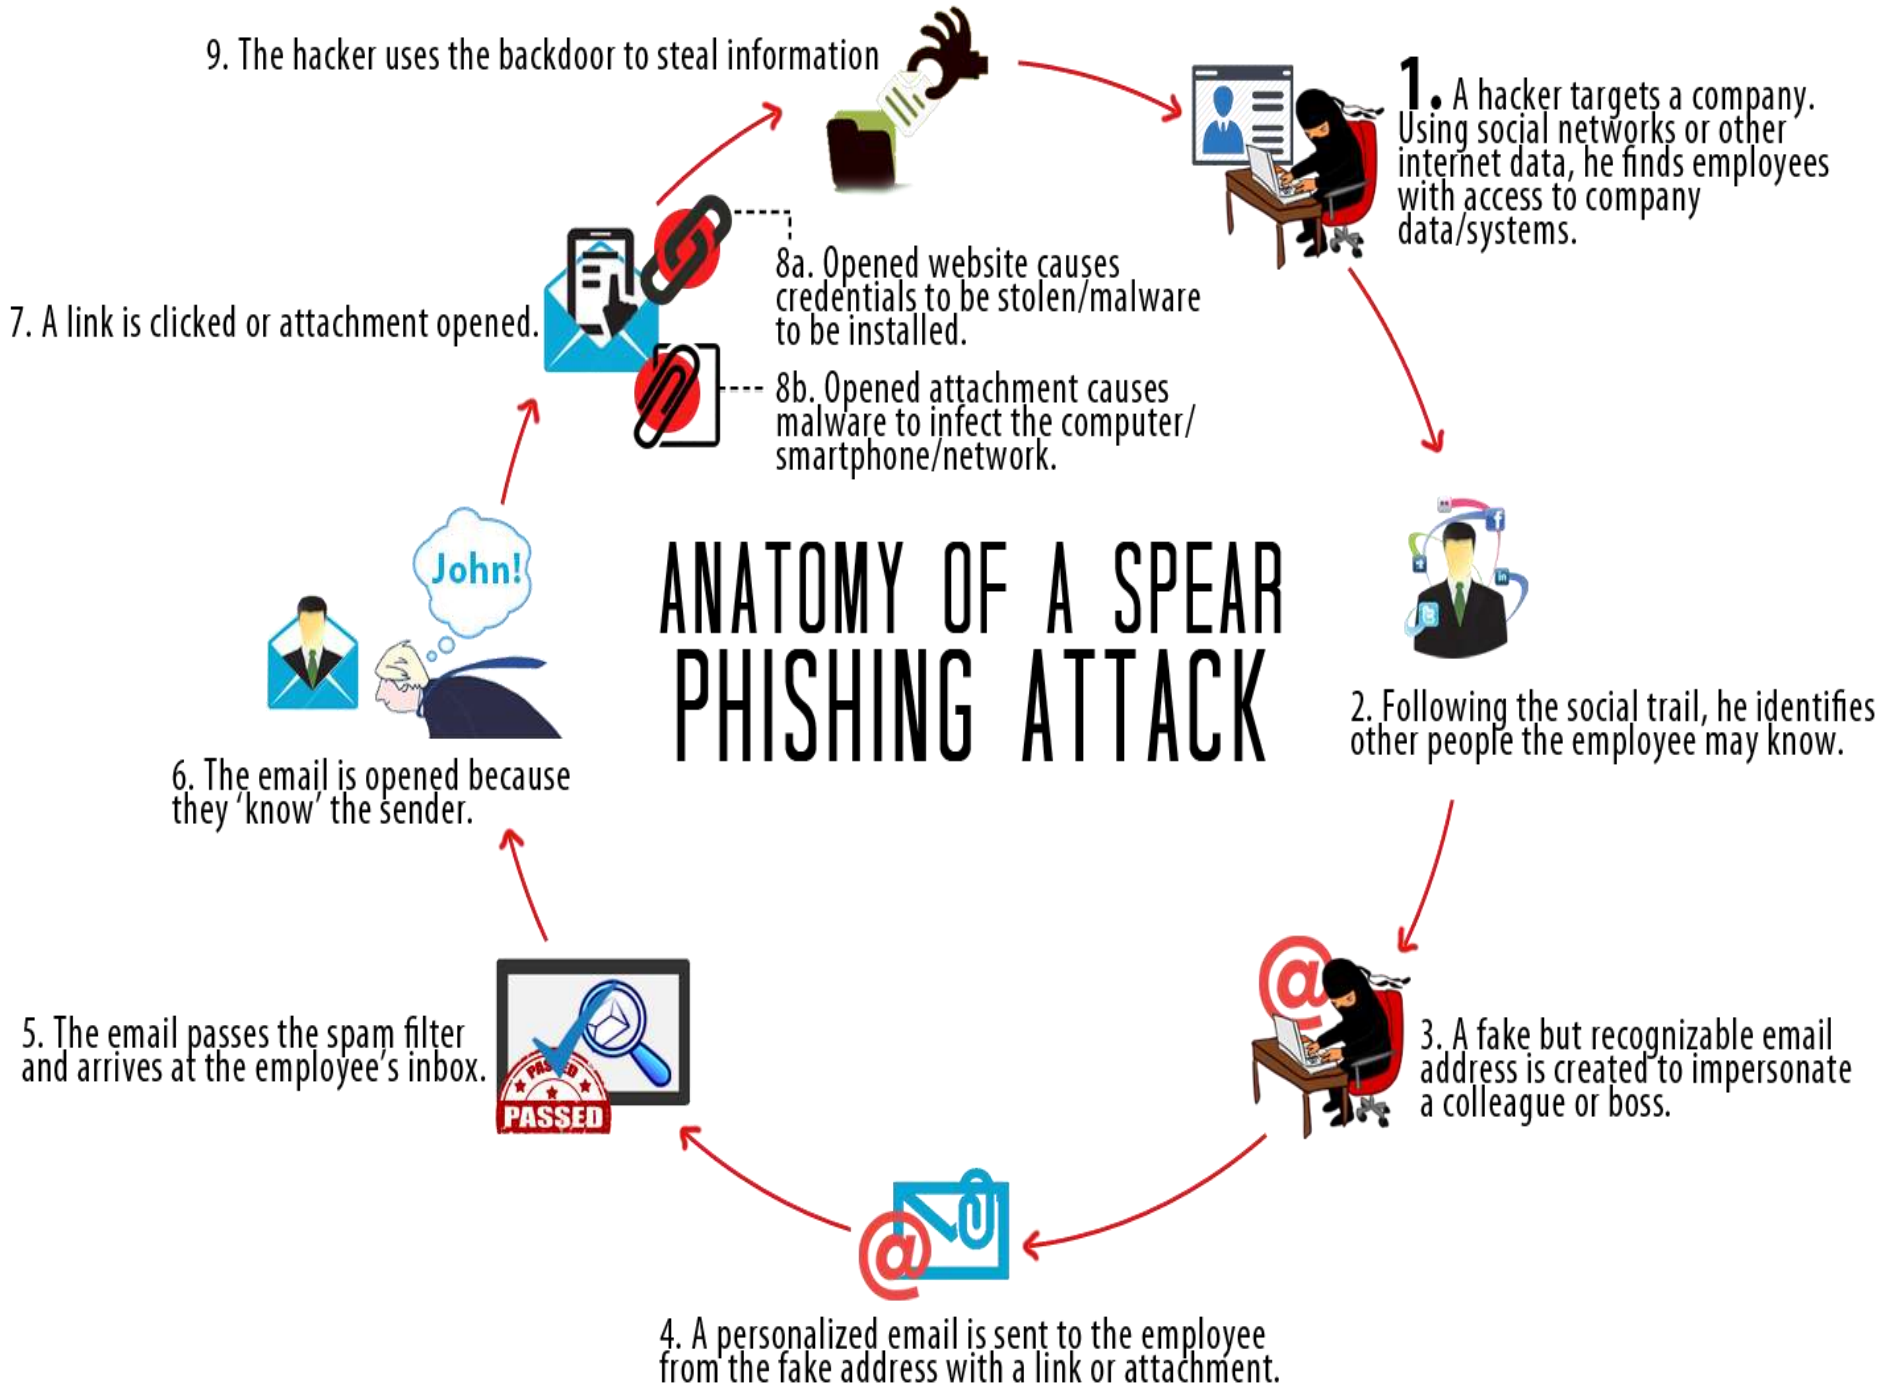 9. The hacker uses the backdoor to steal information
1. A hacker targets a company.
Using social networks or other
internet data, he finds employees
with access to company
data/systems.
8a. Opened website causes
credentials to be stolen/malware
to be installed.
7. A link is clicked or attachment opened.
8b. Opened attachment causes
malware to infect the computer/
smartphone/network.
John!
ANATOMY OF A SPEAR
PHISHING ATTACK
f
in
2. Following the social trail, he identifies
other people the employee may know.
6. The email is opened because
they ‘know’ the sender.
@
5. The email passes the spam filter
and arrives at the employee’s inbox.
PASSED
PASSED
3. A fake but recognizable email
address is created to impersonate
a colleague or boss.
@
4. A personalized email is sent to the employee
from the fake address with a link or attachment.